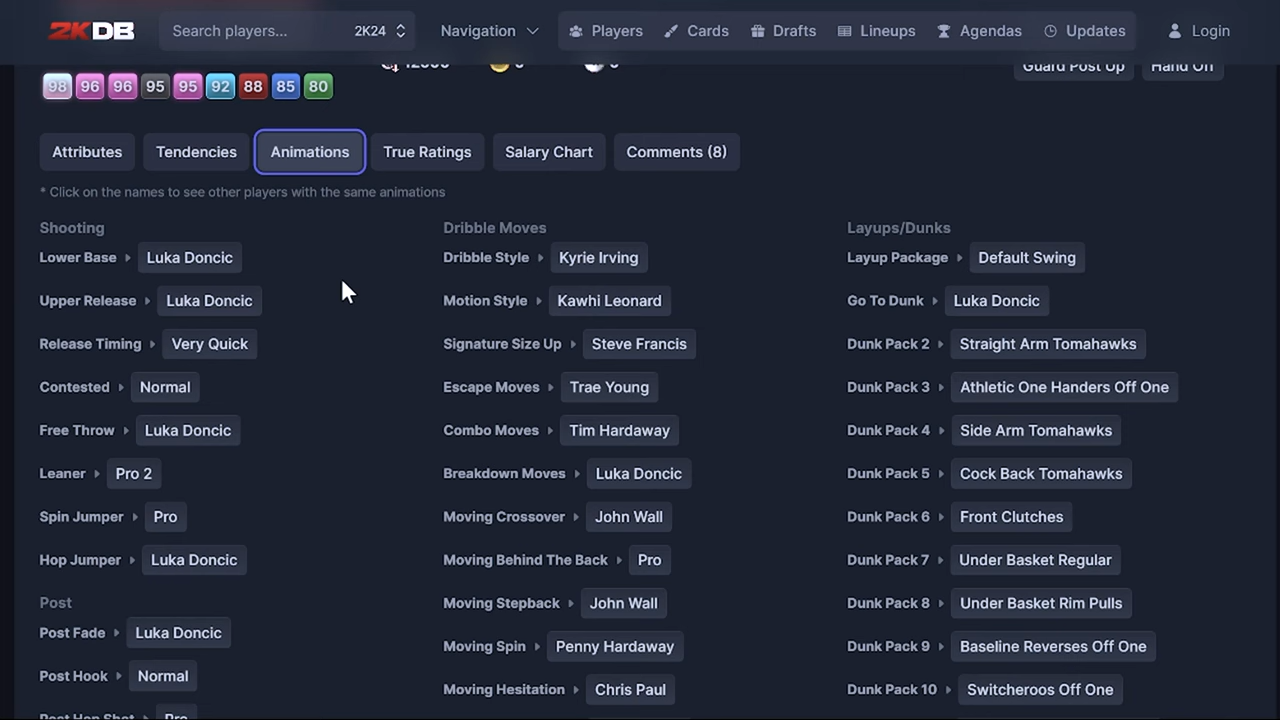 2KDB Search players... 2K24 Navigation Players Cards Drafts Lineups Agendas Updates Login
Guard Post Up Hand Off
98 96 96 95 95 92 88 85 80
Attributes Tendencies Animations True Ratings Salary Chart Comments (8)
* Click on the names to see other players with the same animations
Shooting
Lower Base Luka Doncic
Upper Release Luka Doncic
Release Timing Very Quick
Contested Normal
Free Throw Luka Doncic
Leaner Pro 2
Spin Jumper Pro
Hop Jumper Luka Doncic
Post
Post Fade Luka Doncic
Post Hook Normal
Post Hop Shot Pro
Dribble Moves
Dribble Style Kyrie Irving
Motion Style Kawhi Leonard
Signature Size Up Steve Francis
Escape Moves Trae Young
Combo Moves Tim Hardaway
Breakdown Moves Luka Doncic
Moving Crossover John Wall
Moving Behind The Back Pro
Moving Stepback John Wall
Moving Spin Penny Hardaway
Moving Hesitation Chris Paul
Layups/Dunks
Layup Package Default Swing
Go To Dunk Luka Doncic
Dunk Pack 2 Straight Arm Tomahawks
Dunk Pack 3 Athletic One Handers Off One
Dunk Pack 4 Side Arm Tomahawks
Dunk Pack 5 Cock Back Tomahawks
Dunk Pack 6 Front Clutches
Dunk Pack 7 Under Basket Regular
Dunk Pack 8 Under Basket Rim Pulls
Dunk Pack 9 Baseline Reverses Off One
Dunk Pack 10 Switcheroos Off One